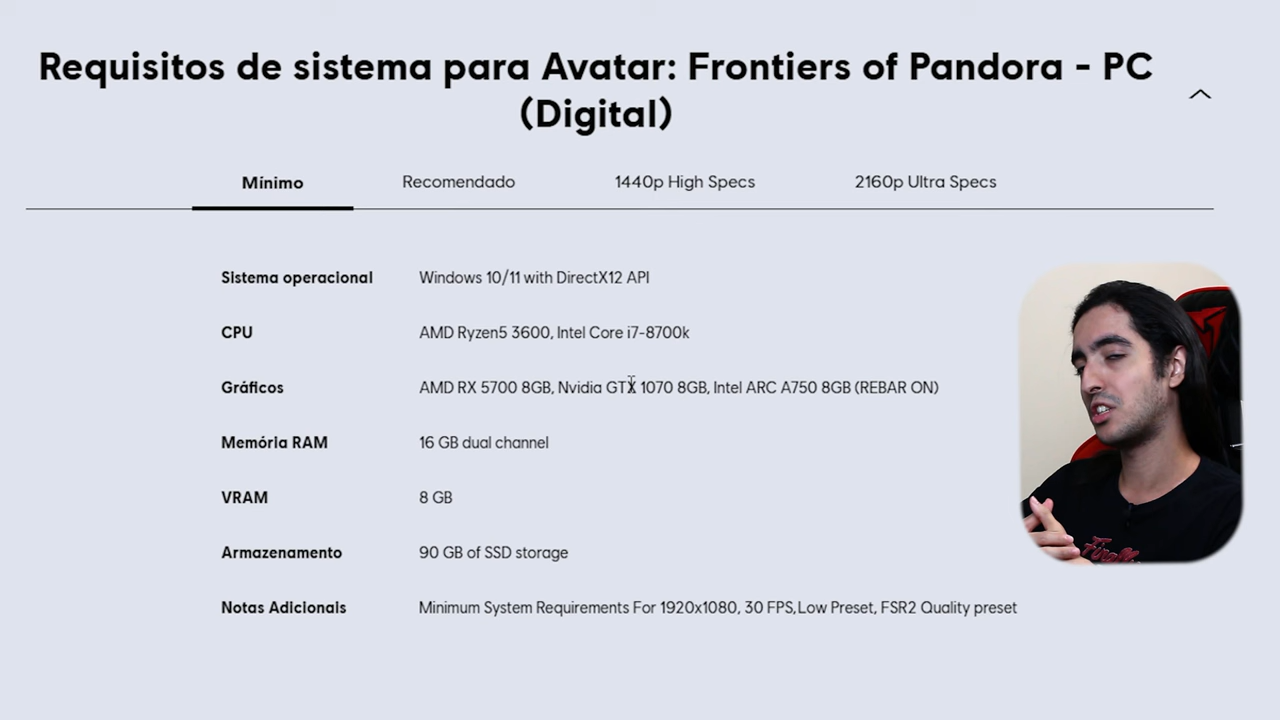 Requisitos de sistema para Avatar: Frontiers of Pandora - PC
(Digital)
Mínimo Recomendado 1440p High Specs 2160p Ultra Specs
Sistema operacional Windows 10/11 with DirectX12 API
CPU AMD Ryzen5 3600, Intel Core i7-8700k
Gráficos AMD RX 5700 8GB, Nvidia GTX 1070 8GB, Intel ARC A750 8GB (REBAR ON)
Memória RAM 16 GB dual channel
VRAM 8 GB
Armazenamento 90 GB of SSD storage
Notas Adicionais Minimum System Requirements For 1920x1080, 30 FPS,Low Preset, FSR2 Quality preset